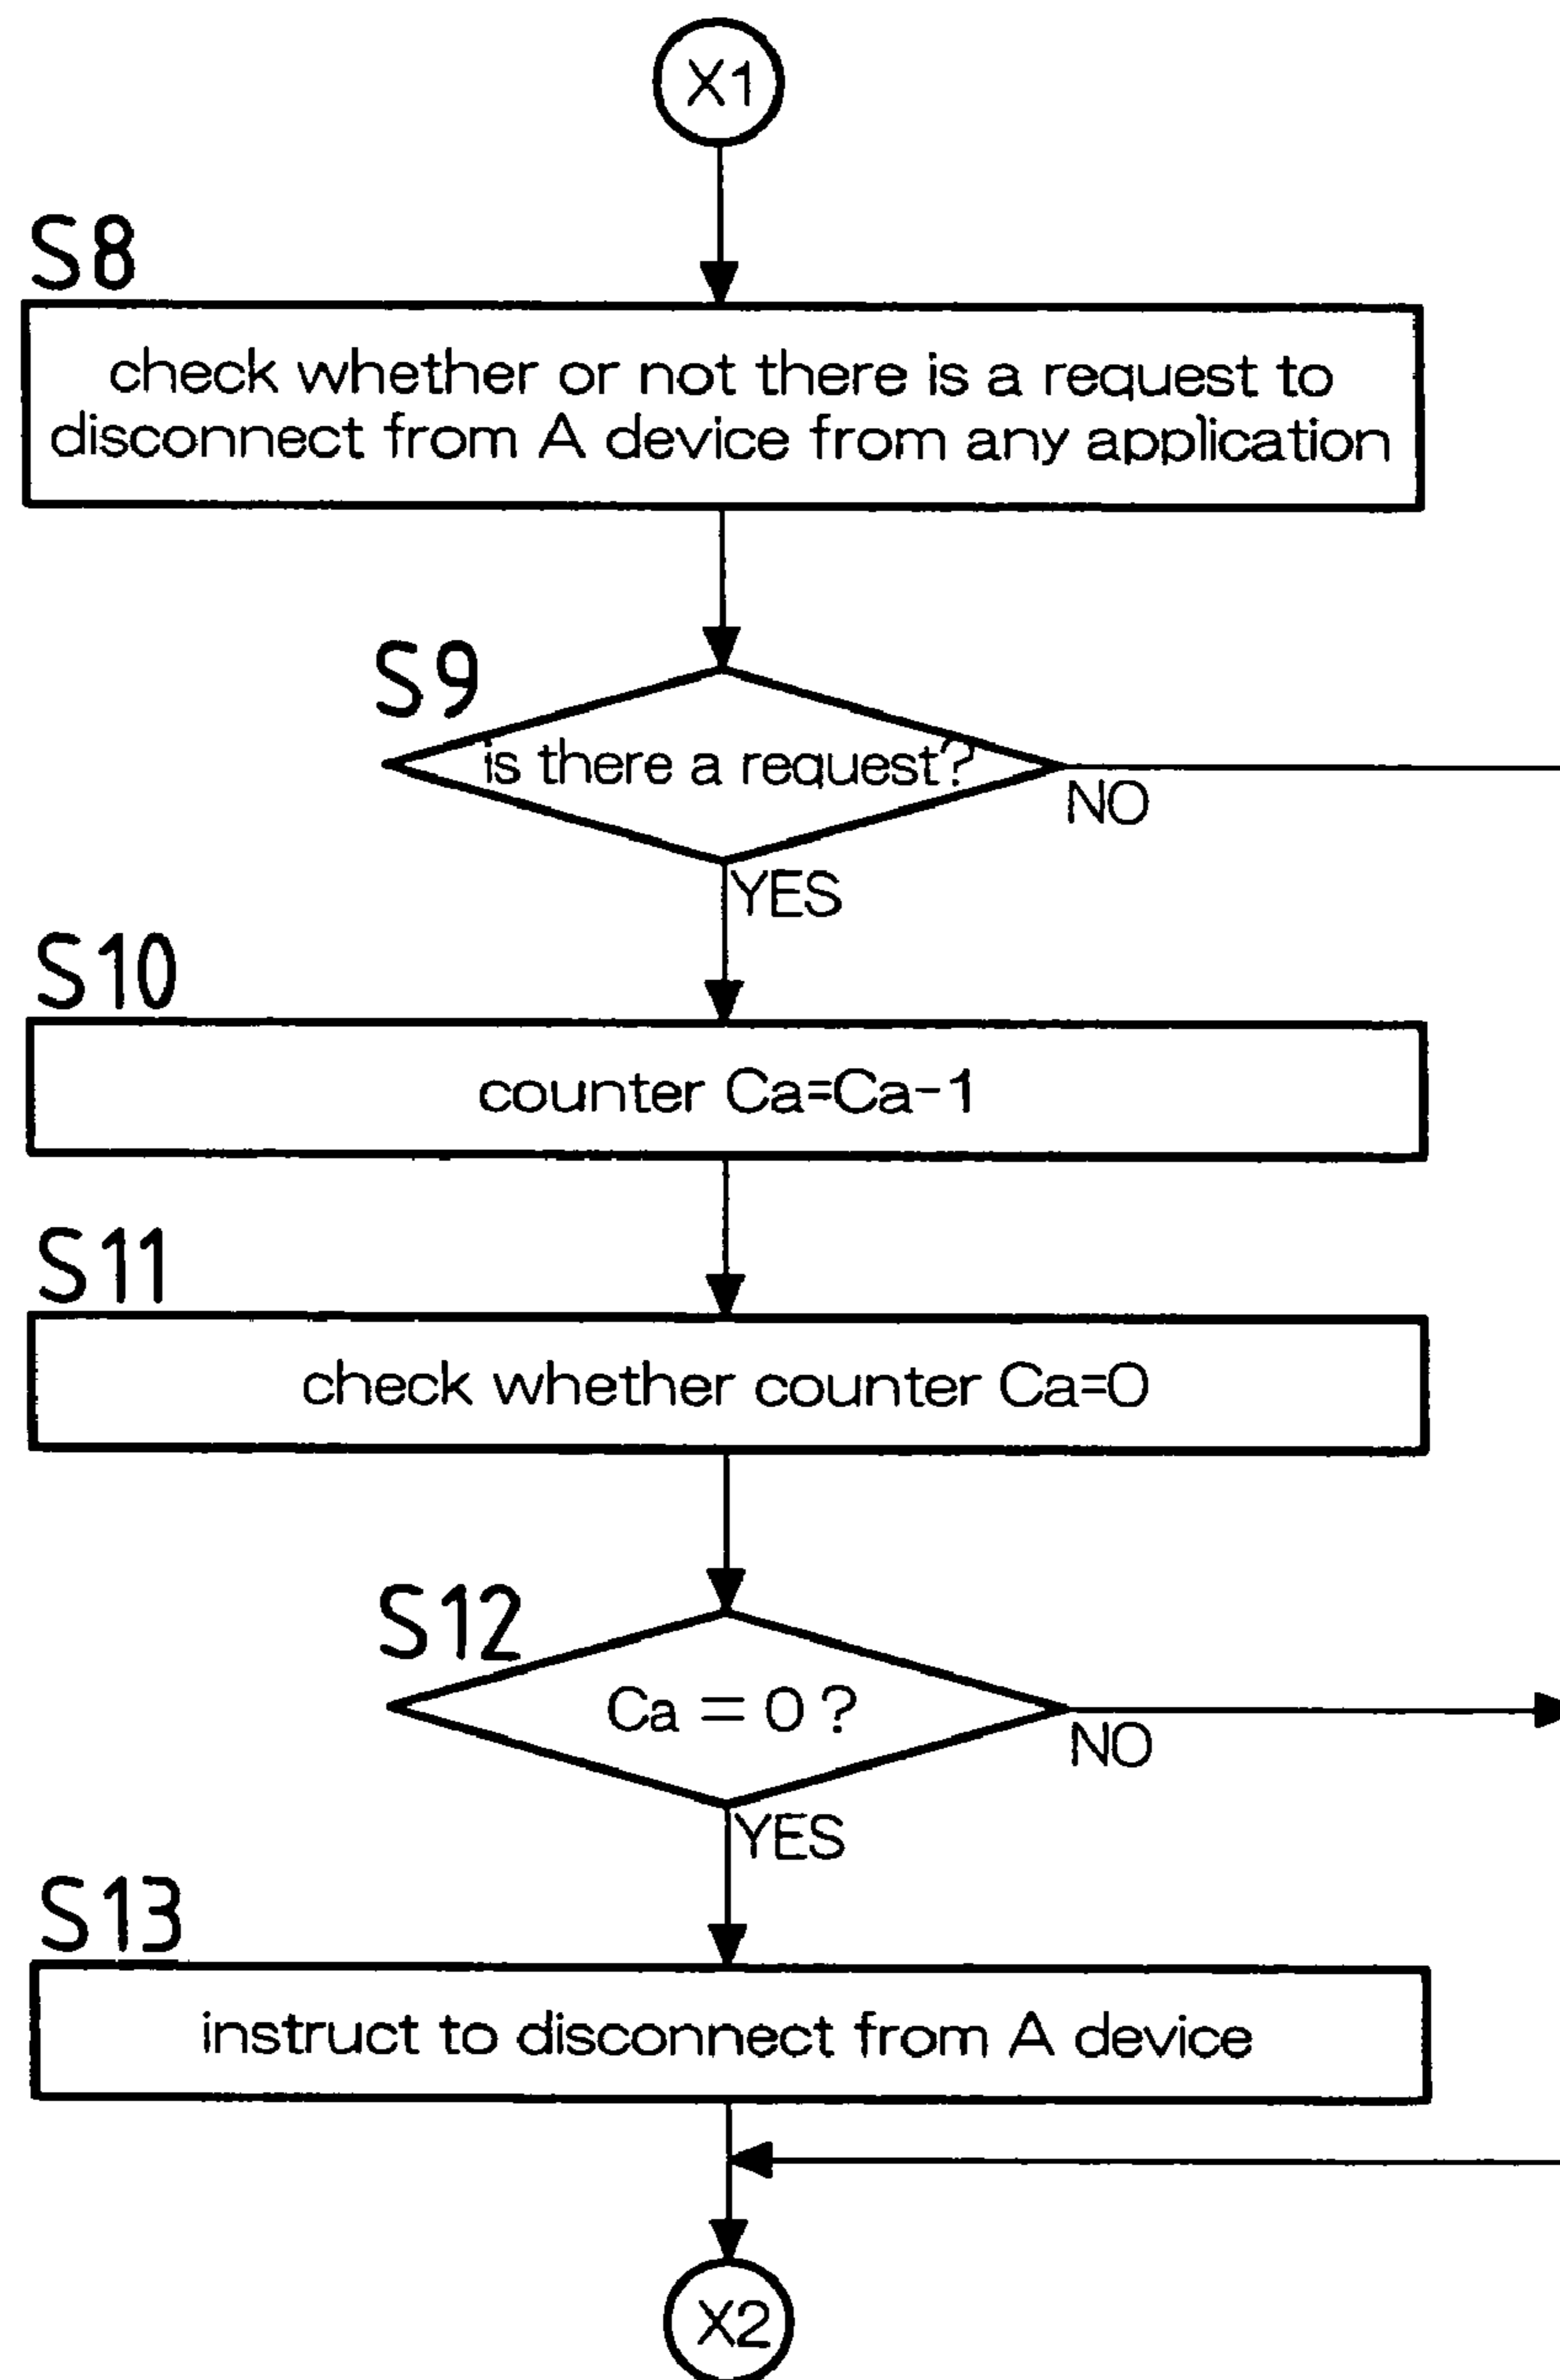 X1
S8
check whether or not there is a request to
disconnect from A device from any application
S9
is there a request?
NO
YES
S10
counter Ca=Ca-1
S11
check whether counter Ca=0
S12
Ca = 0 ?
NO
YES
S13
instruct to disconnect from A device
X2